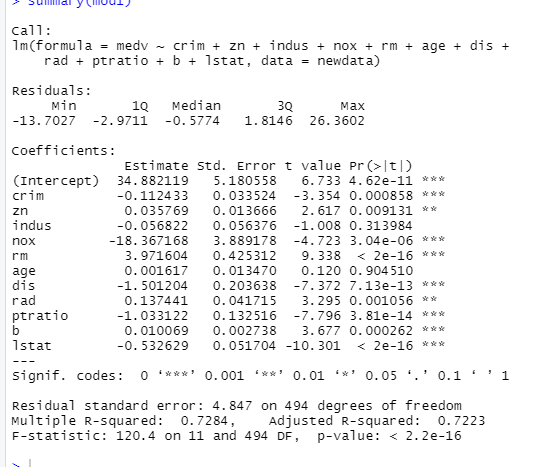 > summary(mod1)
Call:
lm(formula = medv ~ crim + zn + indus + nox + rm + age + dis +
    rad + ptratio + b + lstat, data = newdata)
Residuals:
     Min       1Q   Median       3Q      Max
-13.7027  -2.9711  -0.5774   1.8146  26.3602
Coefficients:
              Estimate Std. Error t value Pr(>|t|)
(Intercept)  34.882119   5.180558   6.733 4.62e-11 ***
crim         -0.112433   0.033524  -3.354 0.000858 ***
zn            0.035769   0.013666   2.617 0.009131 **
indus        -0.056822   0.056376  -1.008 0.313984
nox         -18.367168   3.889178  -4.723 3.04e-06 ***
rm            3.971604   0.425312   9.338  < 2e-16 ***
age           0.001617   0.013470   0.120 0.904510
dis          -1.501204   0.203638  -7.372 7.13e-13 ***
rad           0.137441   0.041715   3.295 0.001056 **
ptratio      -1.033122   0.132516  -7.796 3.81e-14 ***
b             0.010069   0.002738   3.677 0.000262 ***
lstat        -0.532629   0.051704 -10.301  < 2e-16 ***
---
Signif. codes:  0 ‘***’ 0.001 ‘**’ 0.01 ‘*’ 0.05 ‘.’ 0.1 ‘ ’ 1
Residual standard error: 4.847 on 494 degrees of freedom
Multiple R-squared:  0.7284,    Adjusted R-squared:  0.7223
F-statistic: 120.4 on 11 and 494 DF,  p-value: < 2.2e-16
>